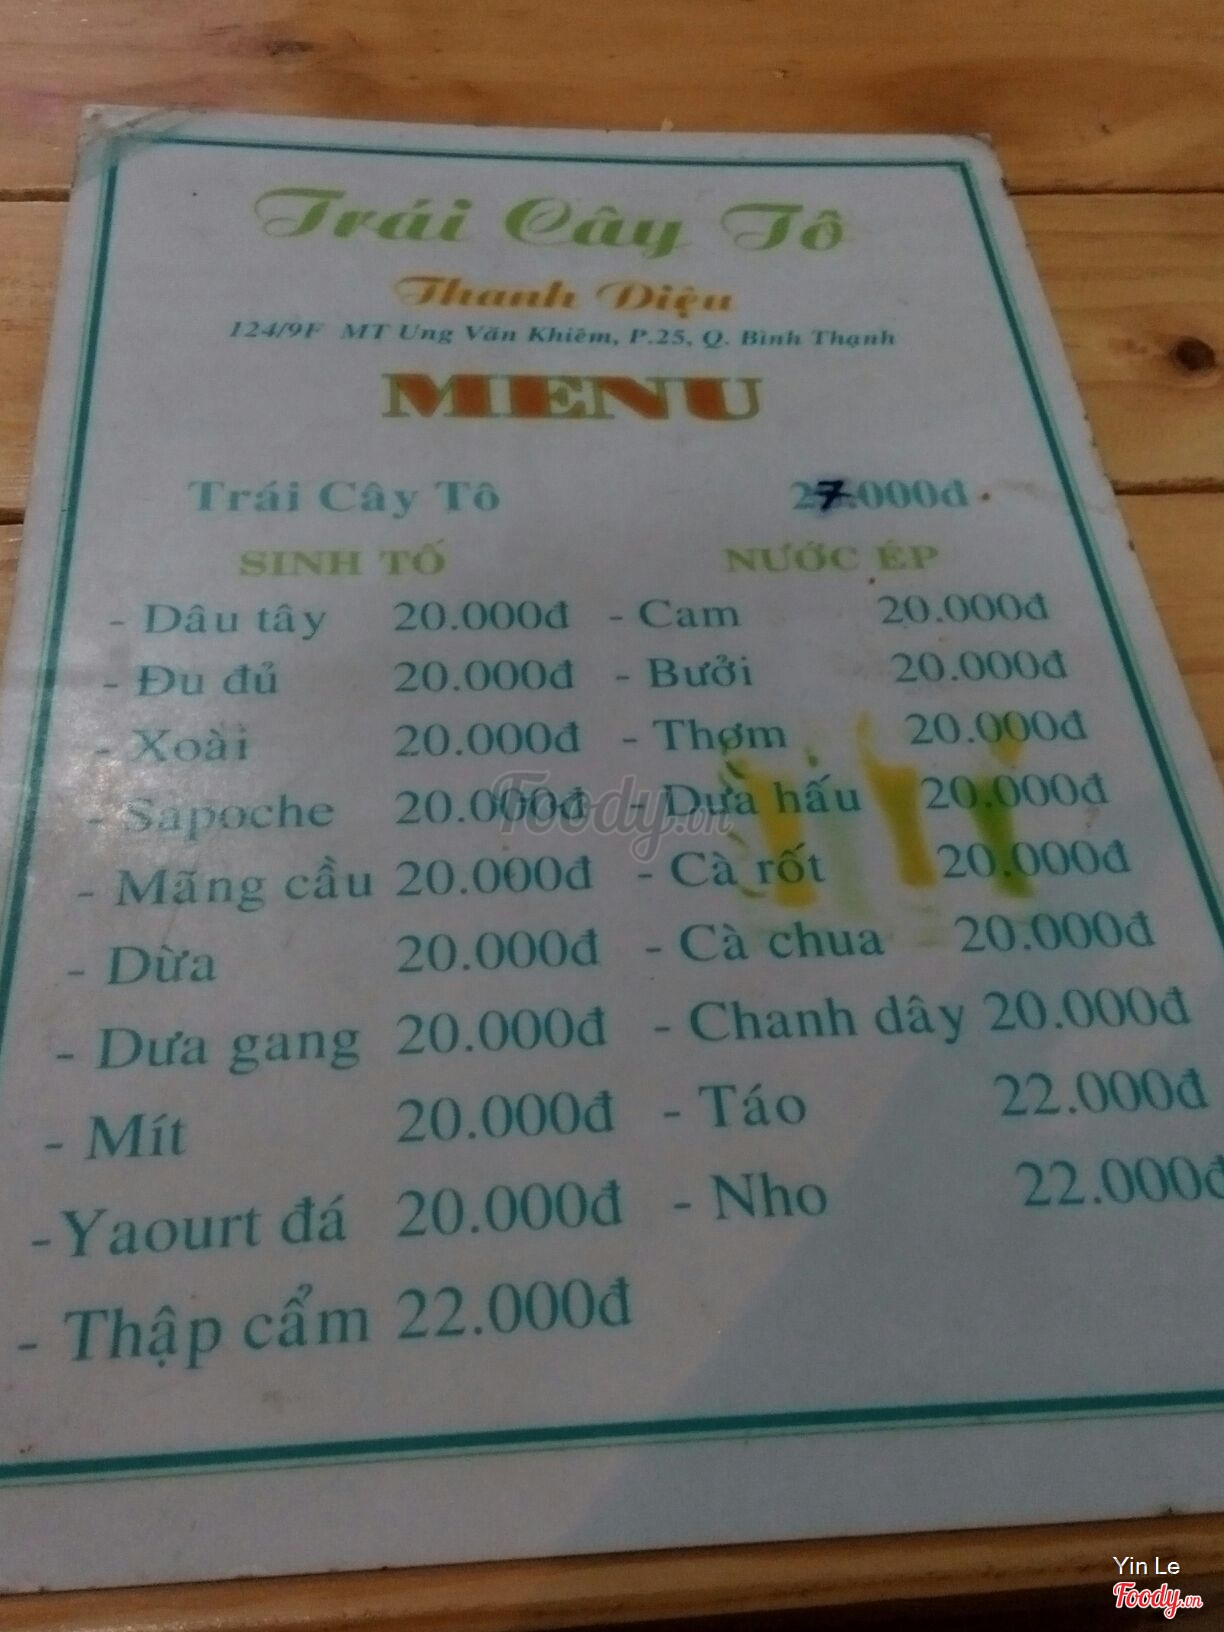 Trái Cây Tô
Thanh Diệu
124/9F MT Ung Văn Khiêm, P.25, Q. Bình Thạnh
MENU
Trái Cây Tô 27.000đ
SINH TỐ NƯỚC ÉP
- Dâu tây 20.000đ - Cam 20.000đ
- Đu đủ 20.000đ - Bưởi 20.000đ
- Xoài 20.000đ - Thơm 20.000đ
- Sapoche 20.000đ - Dưa hấu 20.000đ
Foody.vn
- Mãng cầu 20.000đ - Cà rốt 20.000đ
- Dừa 20.000đ - Cà chua 20.000đ
- Dưa gang 20.000đ - Chanh dây 20.000đ
- Mít 20.000đ - Táo 22.000đ
-Yaourt đá 20.000đ - Nho 22.000đ
- Thập cẩm 22.000đ
Yin Le
Foody.vn